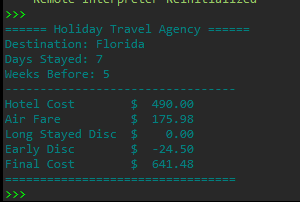 Remote Interpreter Reinitialized
>>>
====== Holiday Travel Agency ======
Destination: Florida
Days Stayed: 7
Weeks Before: 5
--------------------------------
Hotel Cost $ 490.00
Air Fare $ 175.98
Long Stayed Disc $ 0.00
Early Disc $ -24.50
Final Cost $ 641.48
================================
>>>